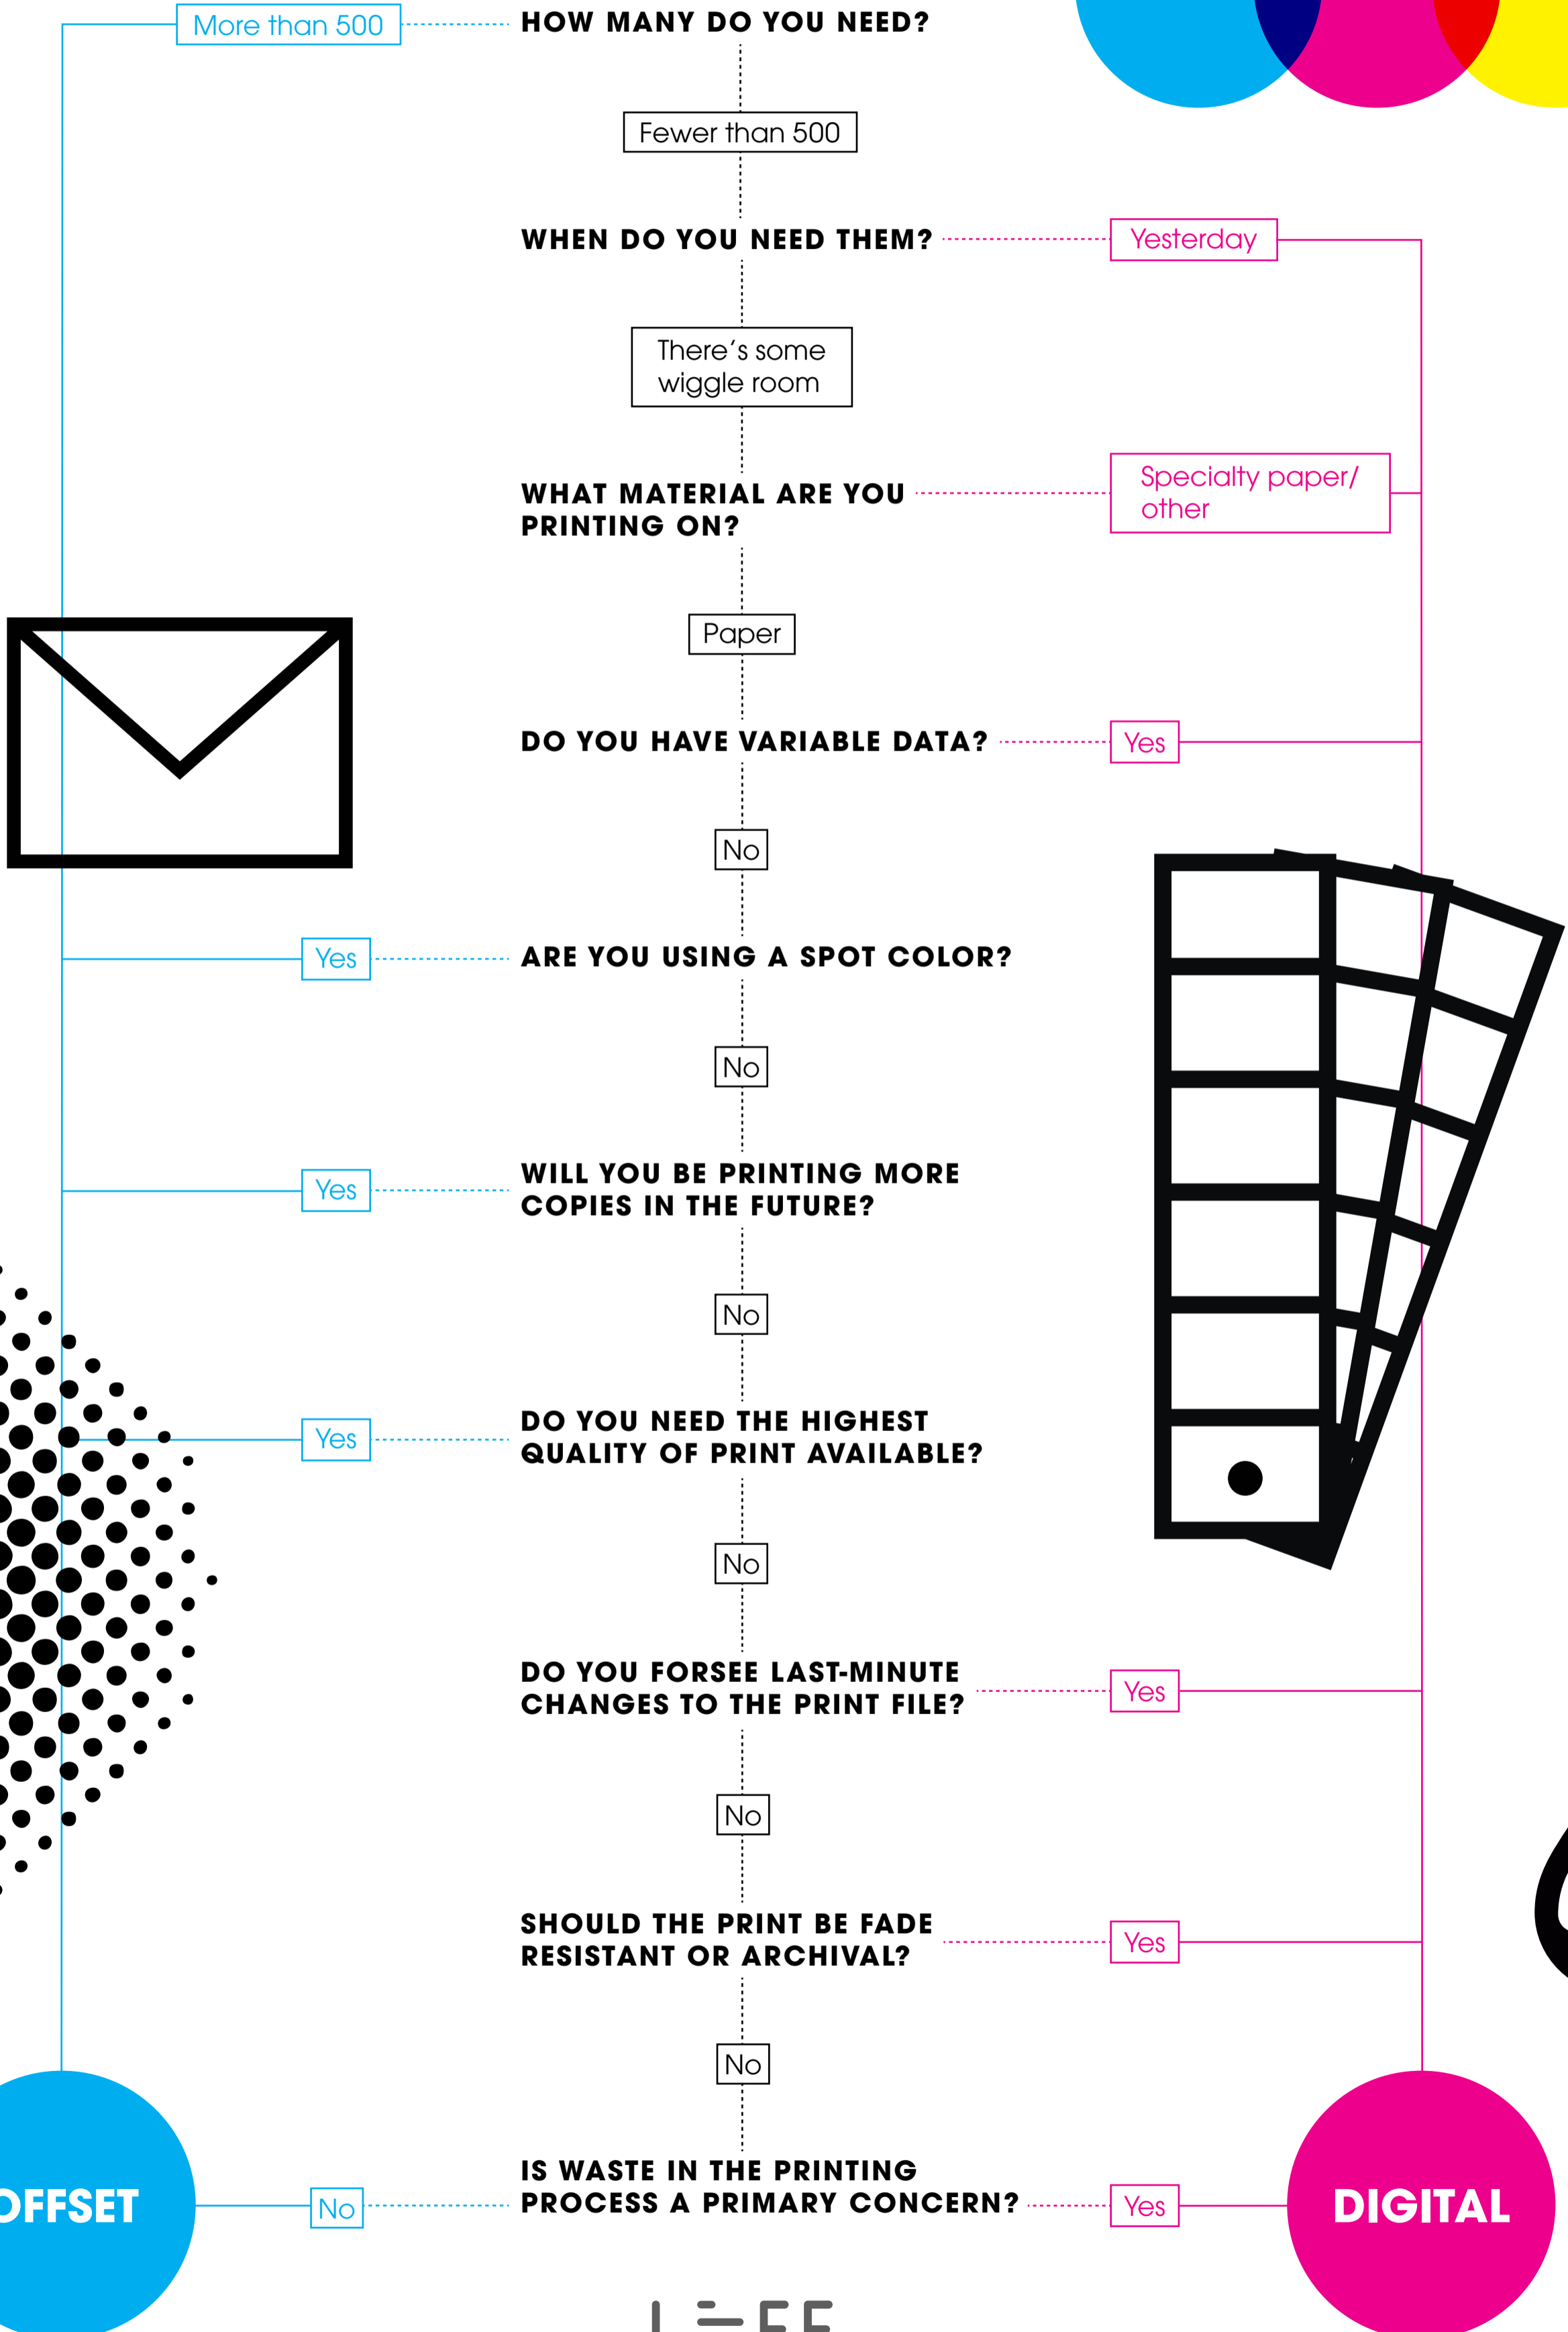 More than 500
HOW MANY DO YOU NEED?
Fewer than 500
WHEN DO YOU NEED THEM?
Yesterday
There's some
wiggle room
WHAT MATERIAL ARE YOU
PRINTING ON?
Specialty paper/
other
Paper
DO YOU HAVE VARIABLE DATA?
Yes
No
Yes
ARE YOU USING A SPOT COLOR?
No
Yes
WILL YOU BE PRINTING MORE
COPIES IN THE FUTURE?
No
Yes
DO YOU NEED THE HIGHEST
QUALITY OF PRINT AVAILABLE?
No
DO YOU FORSEE LAST-MINUTE
CHANGES TO THE PRINT FILE?
Yes
No
SHOULD THE PRINT BE FADE
RESISTANT OR ARCHIVAL?
Yes
No
OFFSET
No
IS WASTE IN THE PRINTING
PROCESS A PRIMARY CONCERN?
Yes
DIGITAL